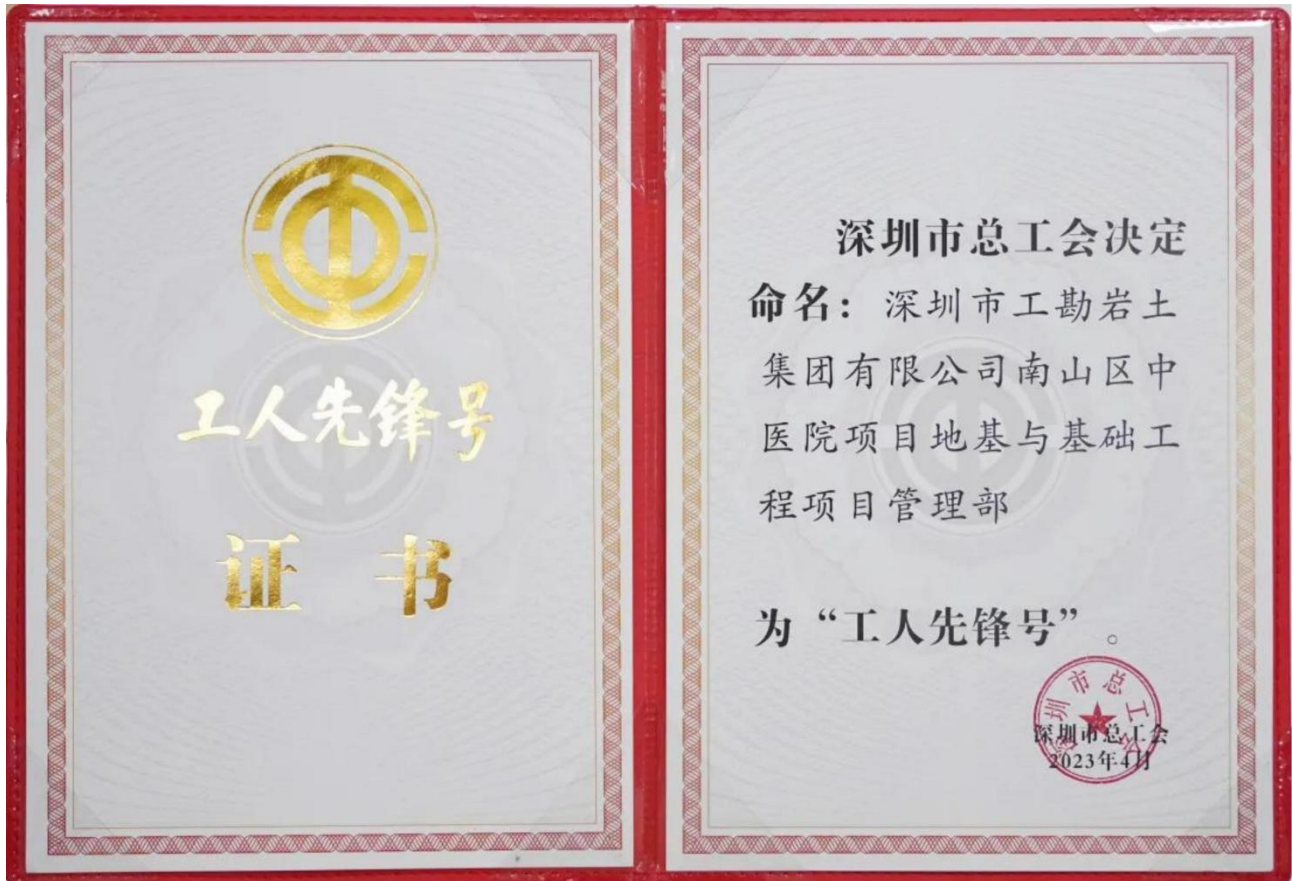 工人先锋号
证书
深圳市总工会决定
命名：深圳市工勘岩土
集团有限公司南山区中
医院项目地基与基础工
程项目管理部
为“工人先锋号”。
深圳市总工会
深圳市总工会
2023年4月